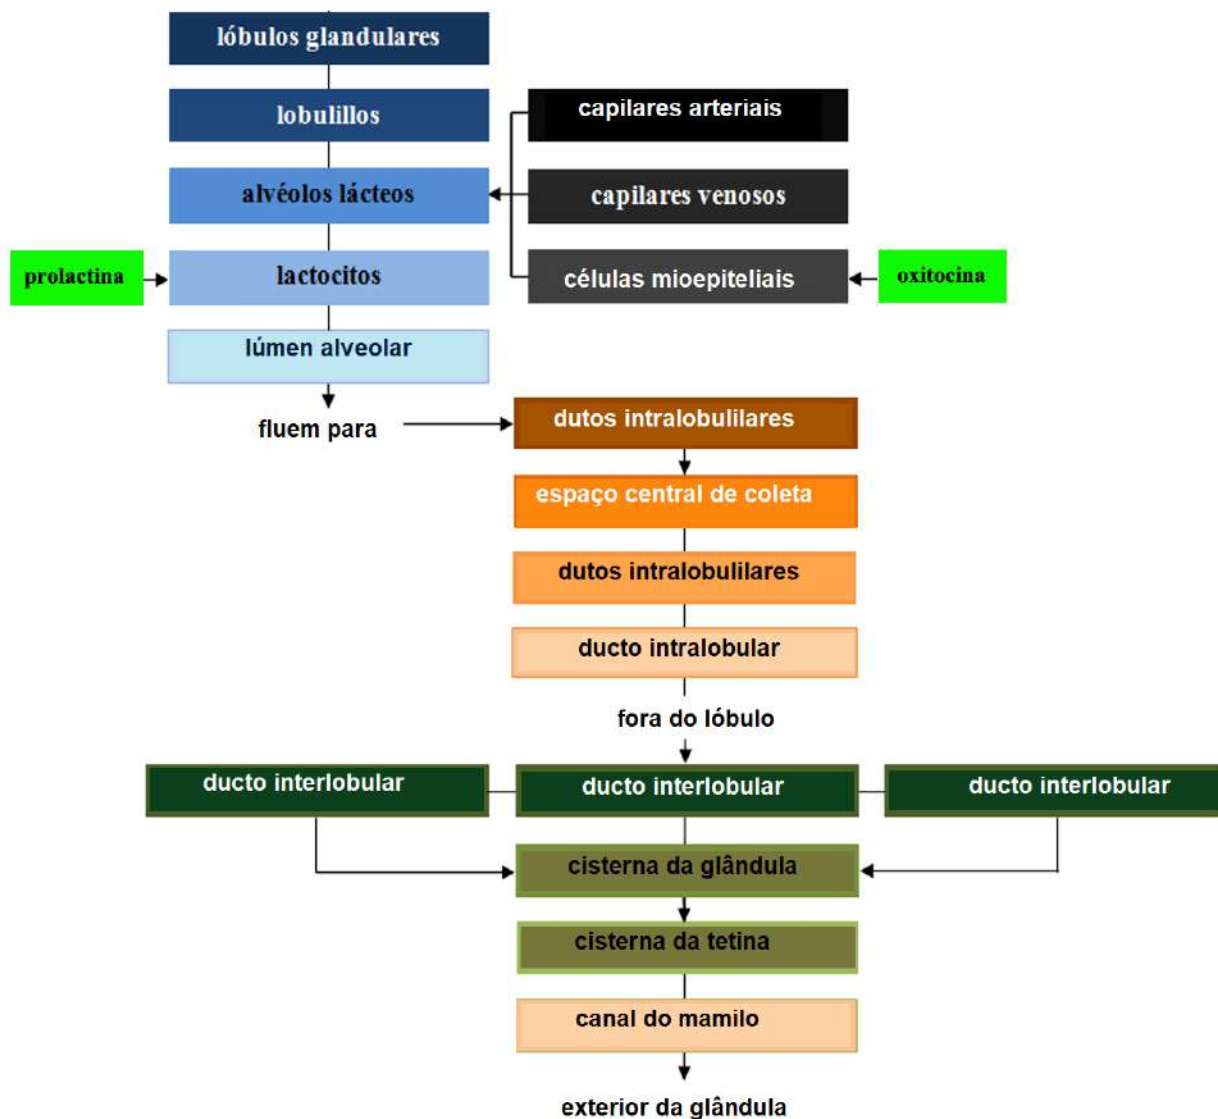 lóbulos glandulares
lobulillos
capilares arteriais
alvéolos lácteos
capilares venosos
prolactina
lactocitos
células mioepiteliais
oxitocina
lúmen alveolar
fluem para
dutos intralobulilares
espaço central de coleta
dutos intralobulilares
ducto intralobular
fora do lóbulo
ducto interlobular
ducto interlobular
ducto interlobular
cisterna da glândula
cisterna da tetina
canal do mamilo
exterior da glândula